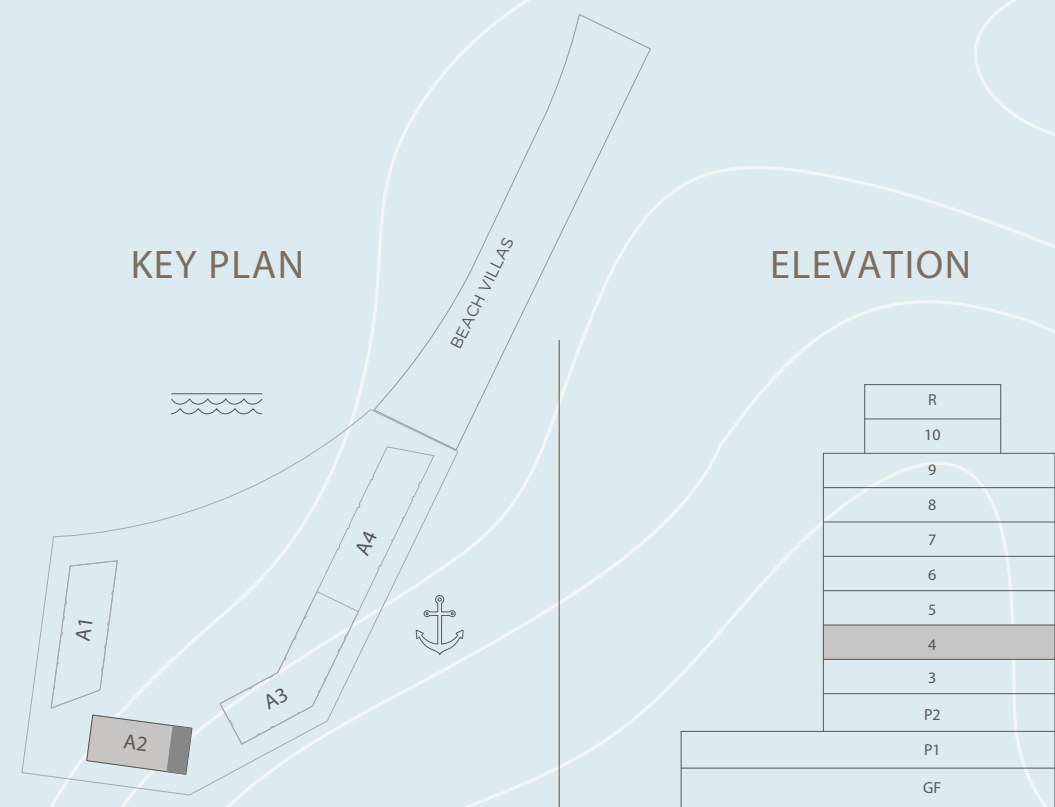 KEY PLAN
BEACH VILLAS
A4
A1
A3
A2
ELEVATION
R
10
9
8
7
6
5
4
3
P2
P1
GF